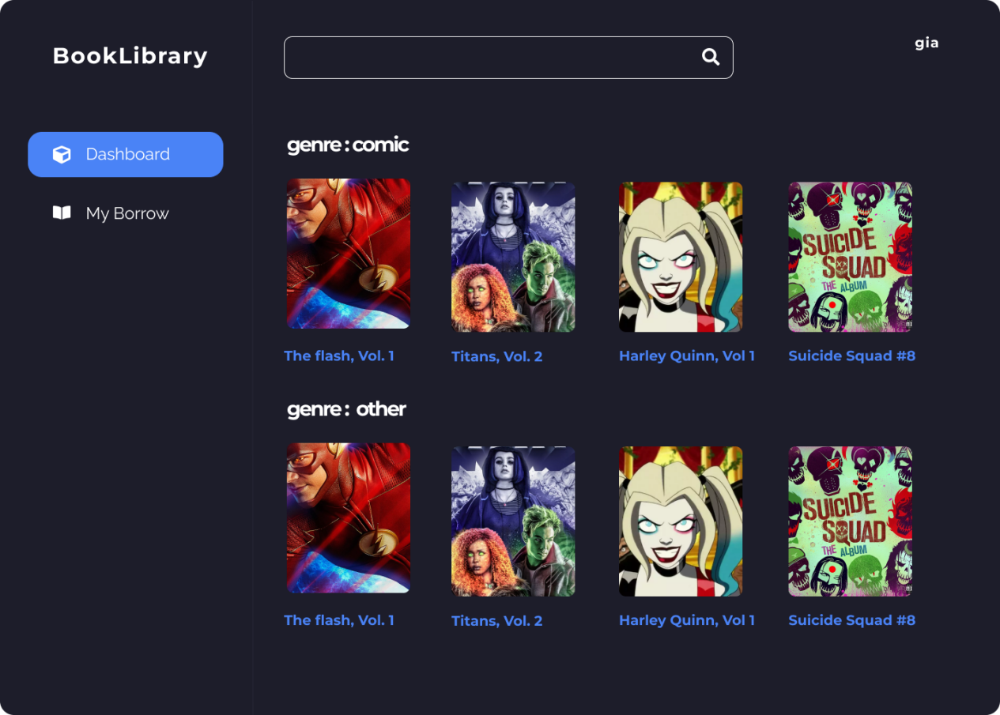 BookLibrary
gia
Dashboard
My Borrow
genre : comic
SUICIDE
SQUAD
THE ALBUM
The flash, Vol. 1
Titans, Vol. 2
Harley Quinn, Vol 1
Suicide Squad #8
genre : other
SUICIDE
SQUAD
THE ALBUM
The flash, Vol. 1
Titans, Vol. 2
Harley Quinn, Vol 1
Suicide Squad #8